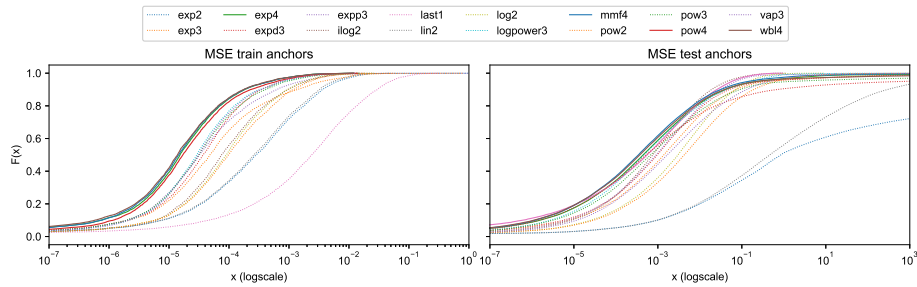 exp2 exp4 expp3 last1 log2 mmf4 pow3 vap3
exp3 expd3 ilog2 lin2 logpower3 pow2 pow4 wbl4
MSE train anchors MSE test anchors
F(x)
1.0
0.8
0.6
0.4
0.2
0.0
10^-7 10^-6 10^-5 10^-4 10^-3 10^-2 10^-1 10^0
10^-7 10^-5 10^-3 10^-1 10^1 10^3
x (logscale) x (logscale)